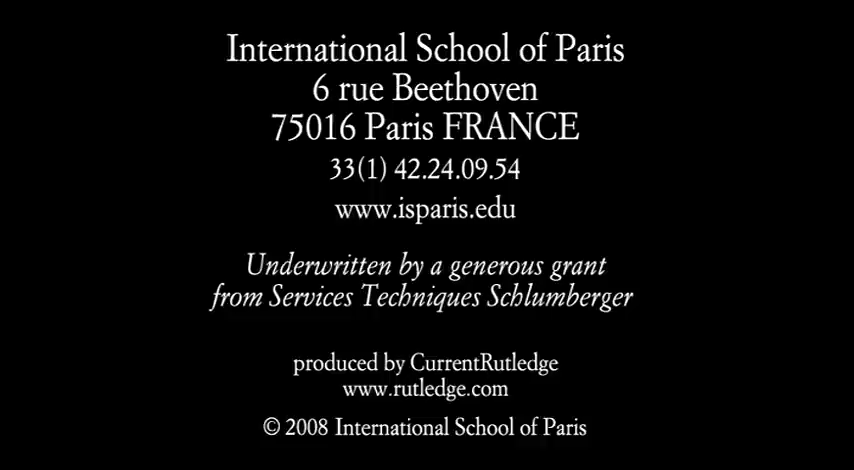 International School of Paris
6 rue Beethoven
75016 Paris FRANCE
33(1) 42.24.09.54
www.isparis.edu
Underwritten by a generous grant
from Services Techniques Schlumberger
produced by CurrentRutledge
www.rutledge.com
© 2008 International School of Paris